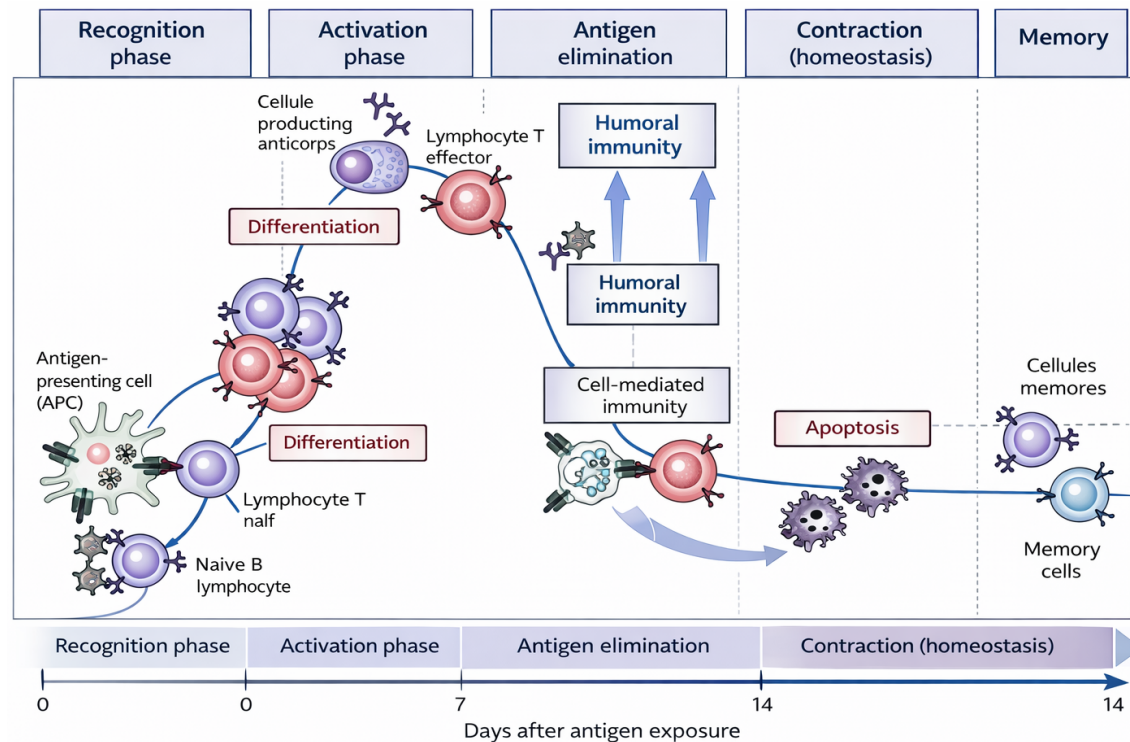 Recognition
phase
Activation
phase
Antigen
elimination
Contraction
(homeostasis)
Memory
Cellule
producting
anticorps
Lymphocyte T
effector
Humoral
immunity
Differentiation
Humoral
immunity
Antigen-
presenting cell
(APC)
Cell-mediated
immunity
Cellules
memores
Differentiation
Apoptosis
Lymphocyte T
nalf
Naive B
lymphocyte
Memory
cells
Recognition phase
Activation phase
Antigen elimination
Contraction (homeostasis)
0
0
7
14
14
Days after antigen exposure